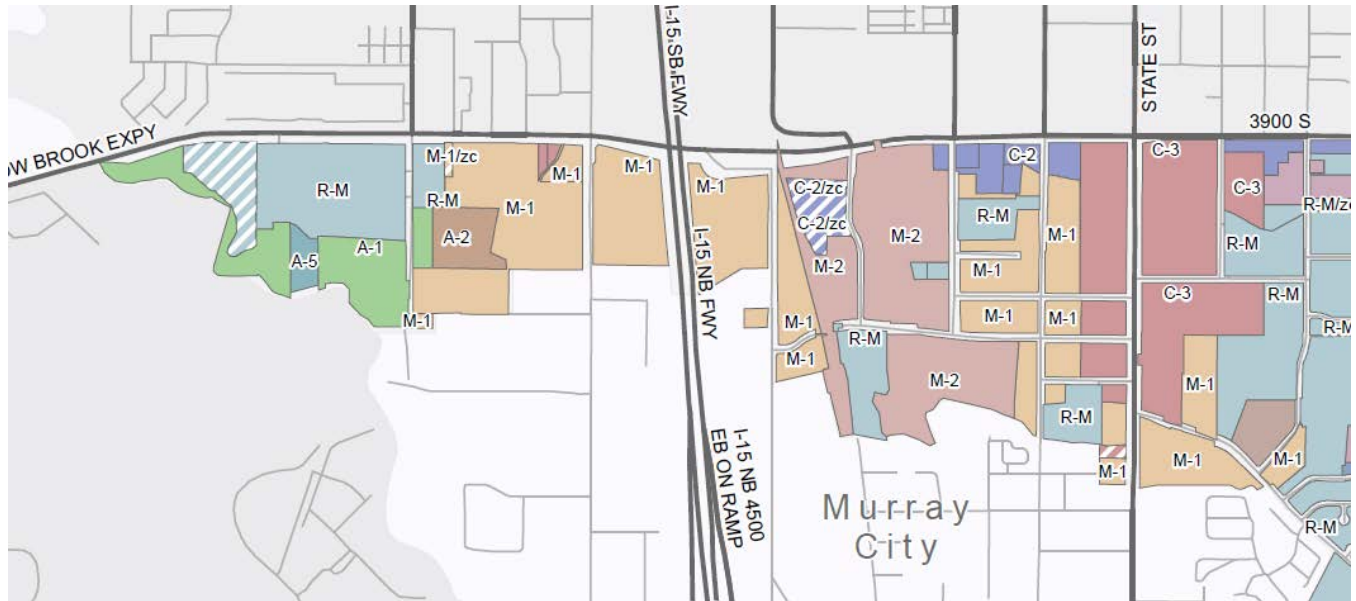 I-15 SB FWY
STATE ST
3900 S
OW BROOK EXPY
M-1/zc
M-1
M-1
M-1
C-2/zc
C-2
C-3
C-3
R-M
R-M
M-1
R-M/zc
C-2/zc
R-M
M-2
M-1
R-M
A-5
A-1
A-2
I-15 NB FWY
M-2
M-1
C-3
R-M
M-1
M-1
M-1
M-1
R-M
R-M
M-1
M-2
M-1
R-M
I-15 NB 4500
EB ON RAMP
M-1
M-1
M-1
Murray
City
R-M